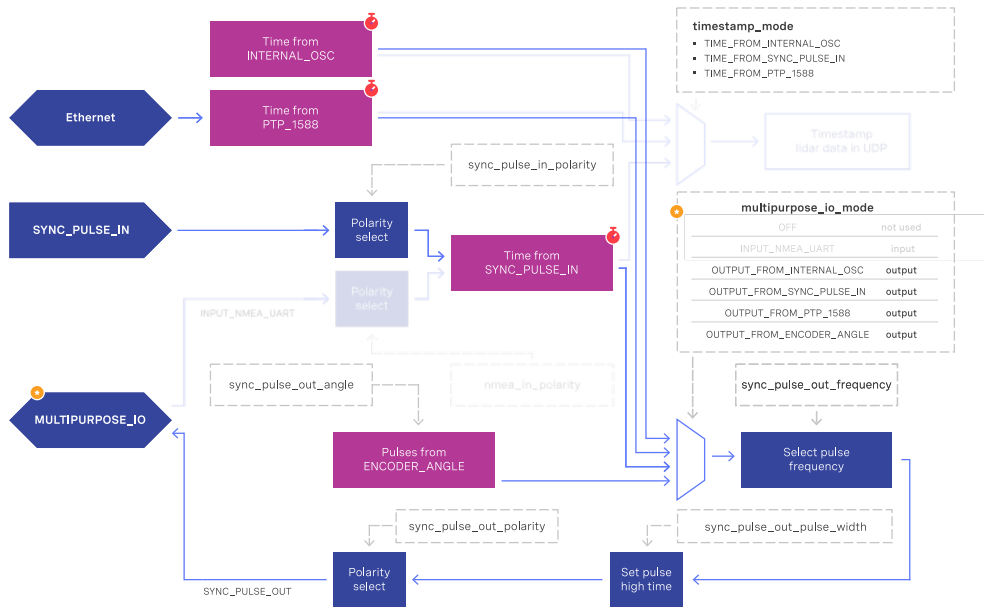 Time from
INTERNAL_OSC
timestamp_mode
TIME_FROM_INTERNAL_OSC
TIME_FROM_SYNC_PULSE_IN
TIME_FROM_PTP_1588
Ethernet
Time from
PTP_1588
Timestamp
lidar data in UDP
sync_pulse_in_polarity
SYNC_PULSE_IN
Polarity
select
Time from
SYNC_PULSE_IN
multipurpose_io_mode
OFF not used
INPUT_NMEA_UART input
OUTPUT_FROM_INTERNAL_OSC output
OUTPUT_FROM_SYNC_PULSE_IN output
OUTPUT_FROM_PTP_1588 output
OUTPUT_FROM_ENCODER_ANGLE output
Polarity
select
INPUT_NMEA_UART
sync_pulse_out_angle
nmea_in_polarity
sync_pulse_out_frequency
MULTIPURPOSE_IO
Pulses from
ENCODER_ANGLE
Select pulse
frequency
sync_pulse_out_polarity
sync_pulse_out_pulse_width
Polarity
select
Set pulse
high time
SYNC_PULSE_OUT